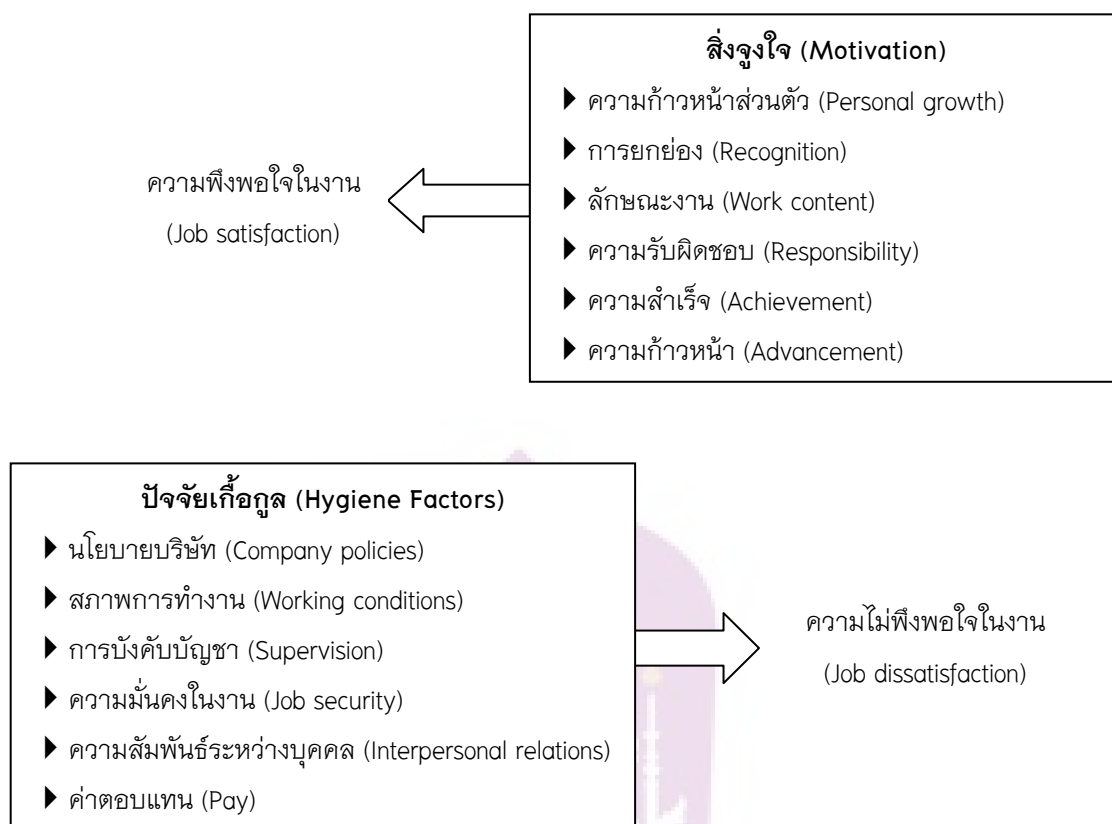 สิ่งจูงใจ (Motivation)
▶ ความก้าวหน้าส่วนตัว (Personal growth)
▶ การยกย่อง (Recognition)
▶ ลักษณะงาน (Work content)
▶ ความรับผิดชอบ (Responsibility)
▶ ความสำเร็จ (Achievement)
▶ ความก้าวหน้า (Advancement)
ความพึงพอใจในงาน
(Job satisfaction)
ปัจจัยเกื้อกูล (Hygiene Factors)
▶ นโยบายบริษัท (Company policies)
▶ สภาพการทำงาน (Working conditions)
▶ การบังคับบัญชา (Supervision)
▶ ความมั่นคงในงาน (Job security)
▶ ความสัมพันธ์ระหว่างบุคคล (Interpersonal relations)
▶ ค่าตอบแทน (Pay)
ความไม่พึงพอใจในงาน
(Job dissatisfaction)